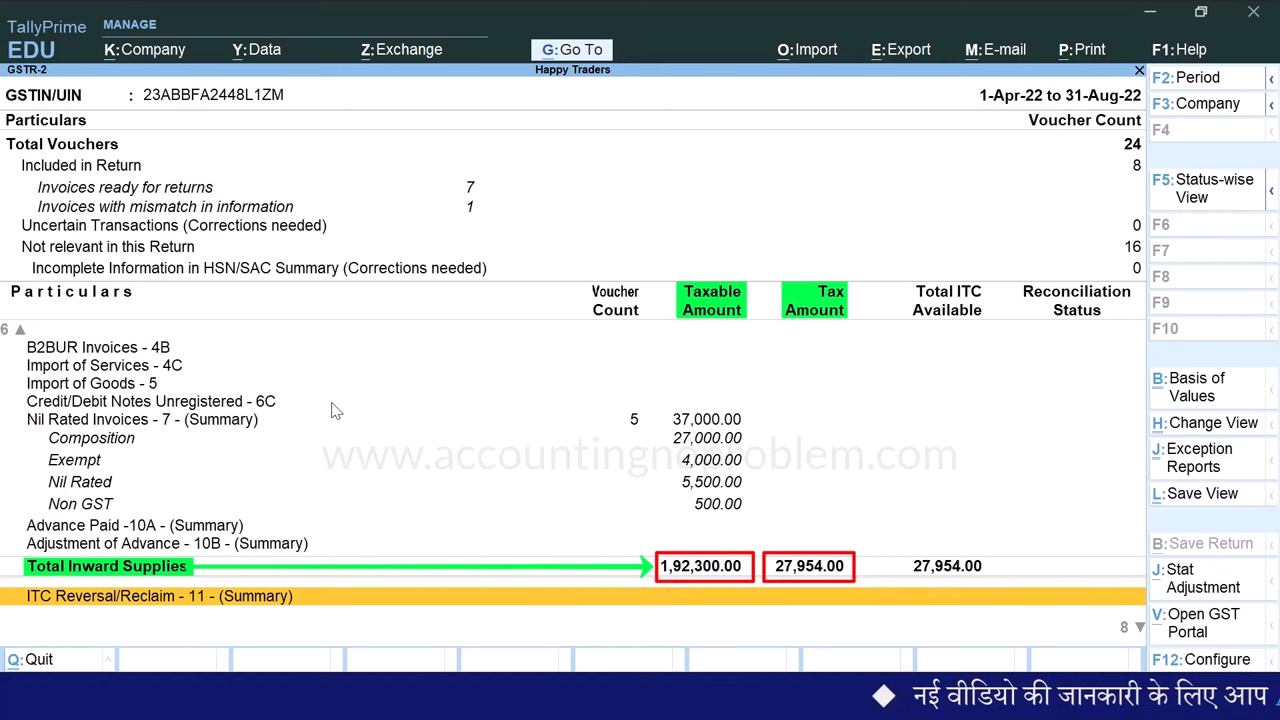 TallyPrime MANAGE
EDU K:Company Y:Data Z:Exchange G:Go To O:Import E:Export M:E-mail P:Print F1:Help
GSTR-2 Happy Traders
GSTIN/UIN : 23ABBFA2448L1ZM 1-Apr-22 to 31-Aug-22
Particulars Voucher Count
Total Vouchers 24
Included in Return 8
Invoices ready for returns 7
Invoices with mismatch in information 1
Uncertain Transactions (Corrections needed) 0
Not relevant in this Return 16
Incomplete Information in HSN/SAC Summary (Corrections needed) 0
Particulars Voucher Taxable Tax Total ITC Reconciliation
Count Amount Amount Available Status
6
B2BUR Invoices - 4B
Import of Services - 4C
Import of Goods - 5
Credit/Debit Notes Unregistered - 6C
Nil Rated Invoices - 7 - (Summary) 5 37,000.00
Composition 27,000.00
www.accountingnoproblem.com
Exempt 4,000.00
Nil Rated 5,500.00
Non GST 500.00
Advance Paid -10A - (Summary)
Adjustment of Advance - 10B - (Summary)
Total Inward Supplies 1,92,300.00 27,954.00 27,954.00
ITC Reversal/Reclaim - 11 - (Summary)
8
Q:Quit
F2:Period
F3:Company
F4
F5:Status-wise
View
F6
F7
F8
F9
F10
B:Basis of
Values
H:Change View
J:Exception
Reports
L:Save View
B:Save Return
J:Stat
Adjustment
V:Open GST
Portal
F12:Configure
नई वीडियो की जानकारी के लिए आप